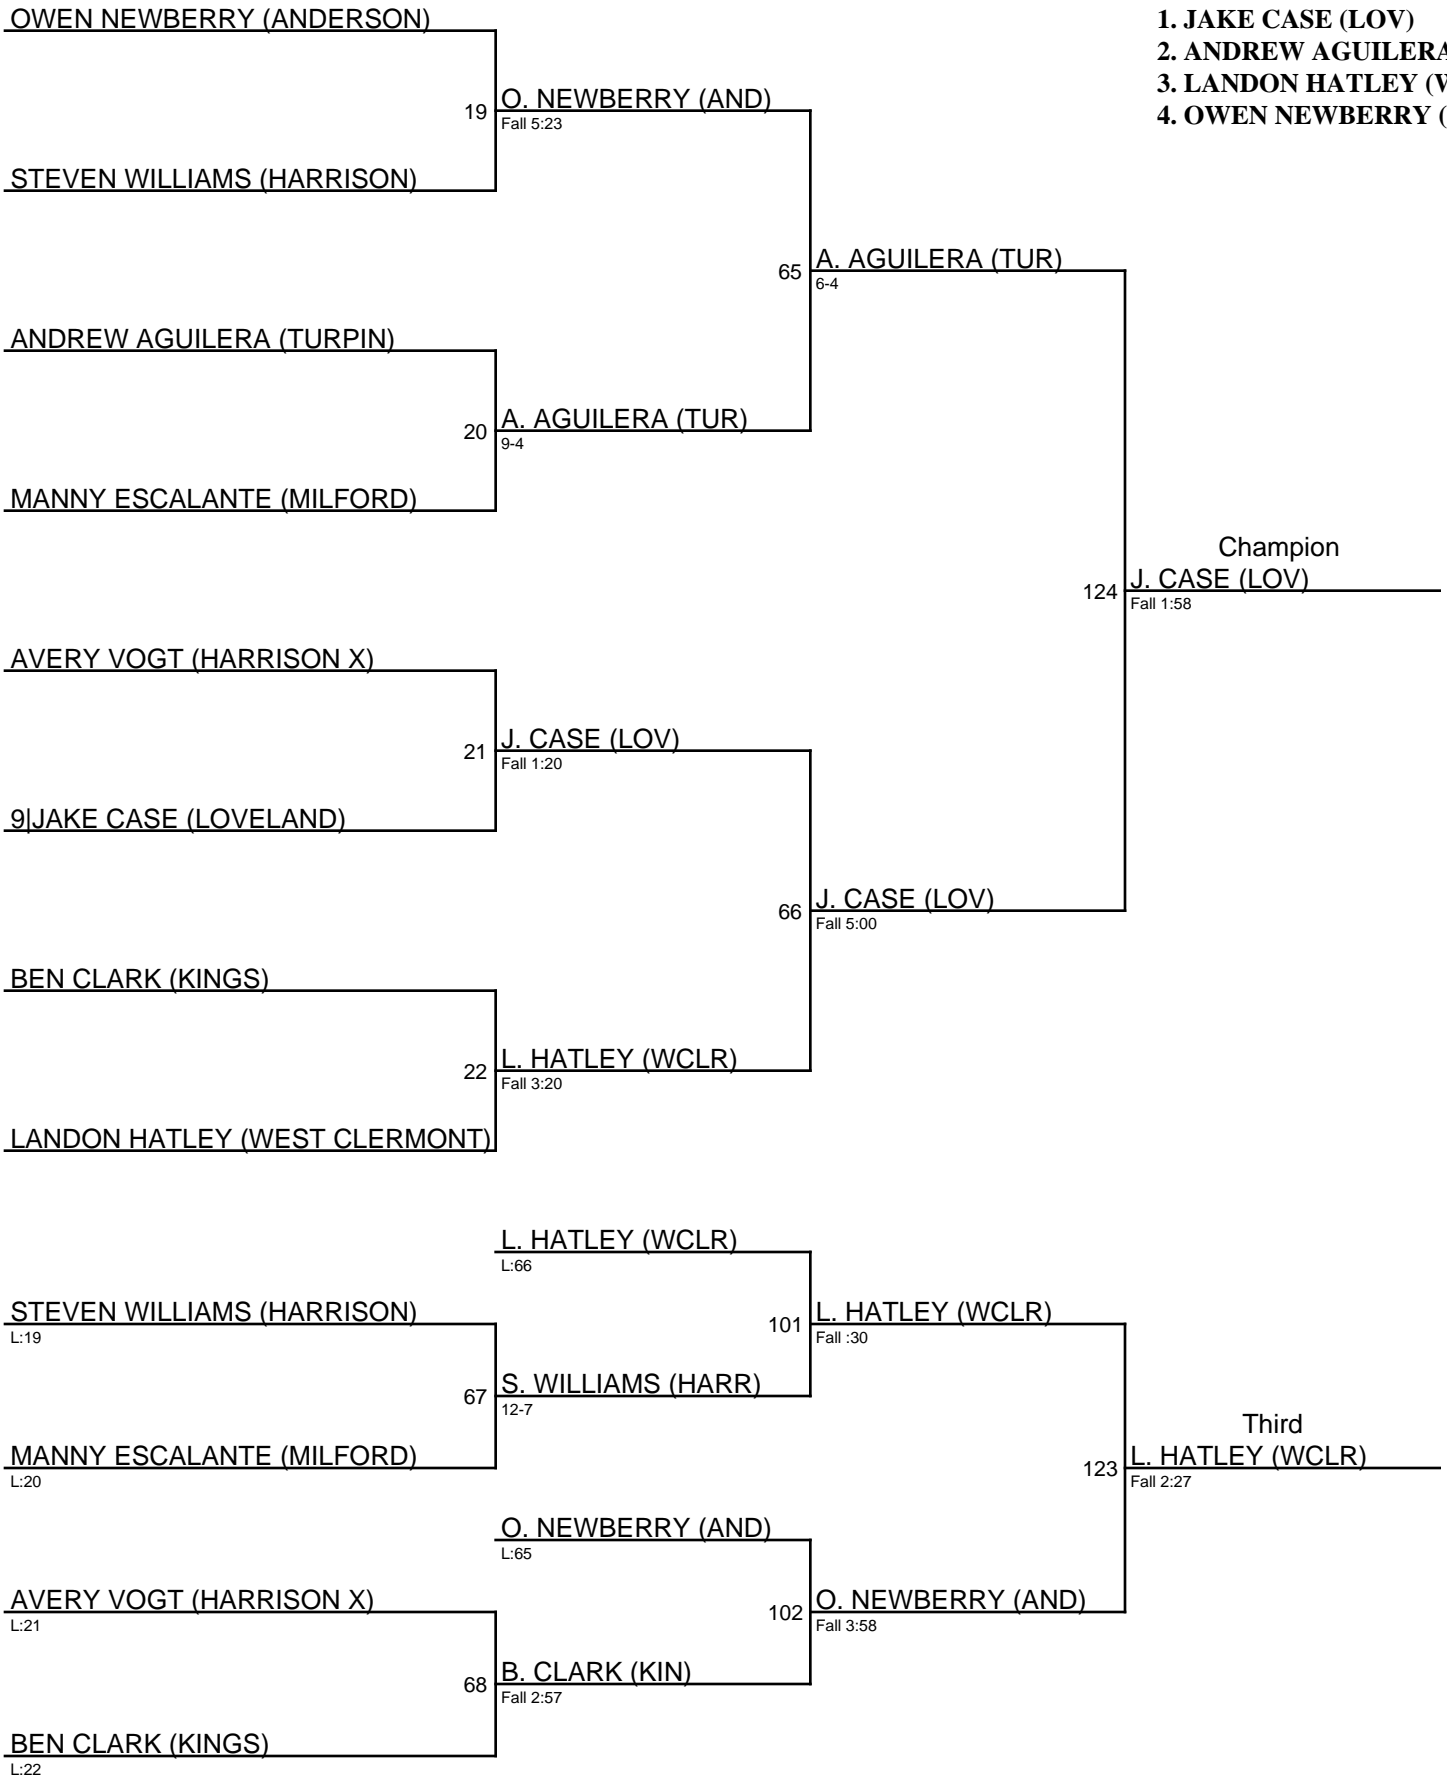 OWEN NEWBERRY (ANDERSON)
1. JAKE CASE (LOV)
2. ANDREW AGUILERA
3. LANDON HATLEY (W
4. OWEN NEWBERRY (
19 O. NEWBERRY (AND)
Fall 5:23
STEVEN WILLIAMS (HARRISON)
65 A. AGUILERA (TUR)
6-4
ANDREW AGUILERA (TURPIN)
20 A. AGUILERA (TUR)
9-4
MANNY ESCALANTE (MILFORD)
Champion
124 J. CASE (LOV)
Fall 1:58
AVERY VOGT (HARRISON X)
21 J. CASE (LOV)
Fall 1:20
9|JAKE CASE (LOVELAND)
66 J. CASE (LOV)
Fall 5:00
BEN CLARK (KINGS)
22 L. HATLEY (WCLR)
Fall 3:20
LANDON HATLEY (WEST CLERMONT)
L. HATLEY (WCLR)
L:66
STEVEN WILLIAMS (HARRISON)
L:19
101 L. HATLEY (WCLR)
Fall :30
67 S. WILLIAMS (HARR)
12-7
Third
MANNY ESCALANTE (MILFORD)
L:20
123 L. HATLEY (WCLR)
Fall 2:27
O. NEWBERRY (AND)
L:65
AVERY VOGT (HARRISON X)
L:21
102 O. NEWBERRY (AND)
Fall 3:58
68 B. CLARK (KIN)
Fall 2:57
BEN CLARK (KINGS)
L:22